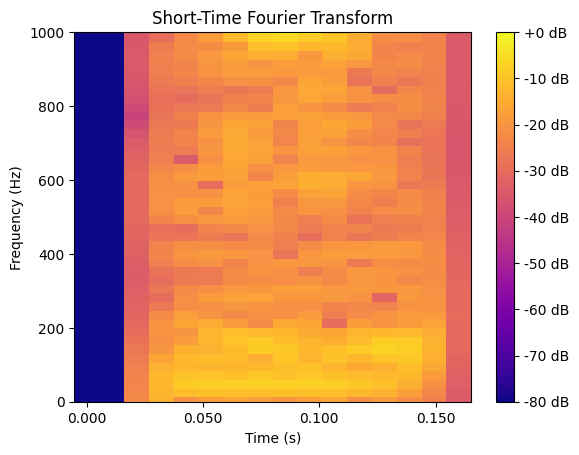 Short-Time Fourier Transform
1000
800
600
400
200
0
Frequency (Hz)
0.000
0.050
0.100
0.150
Time (s)
+0 dB
-10 dB
-20 dB
-30 dB
-40 dB
-50 dB
-60 dB
-70 dB
-80 dB